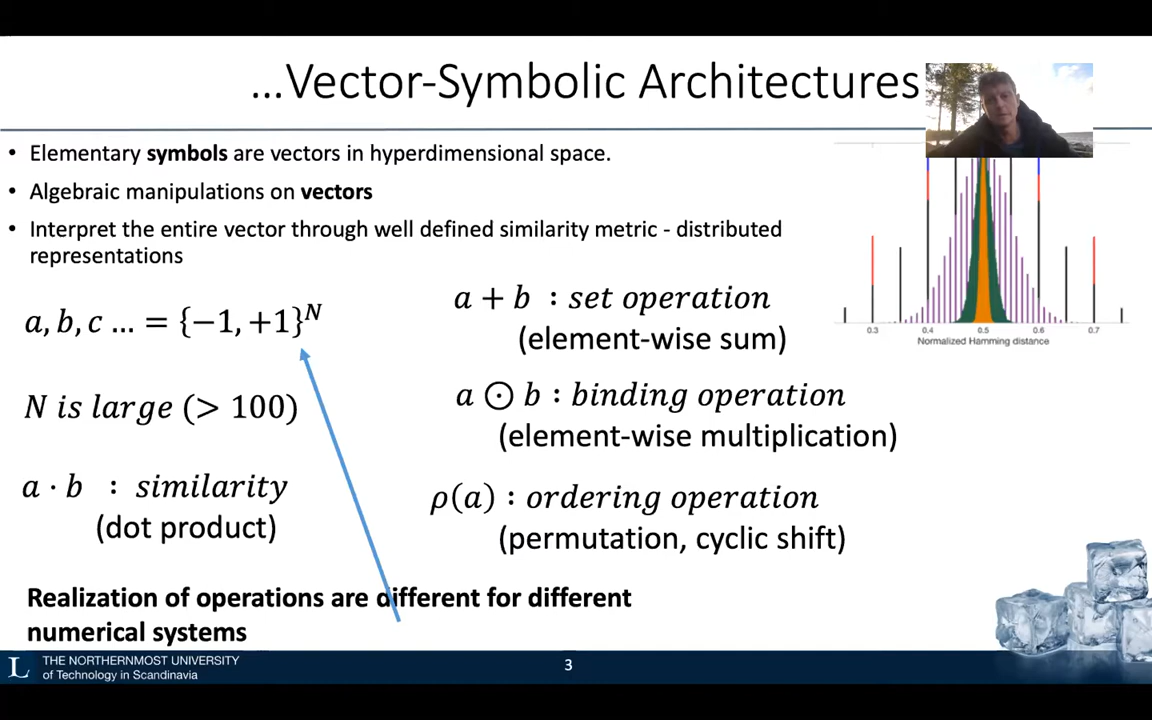 ...Vector-Symbolic Architectures
• Elementary symbols are vectors in hyperdimensional space.
• Algebraic manipulations on vectors
• Interpret the entire vector through well defined similarity metric - distributed
representations
a, b, c ... = {−1, +1}^N
N is large (> 100)
a · b : similarity
(dot product)
a + b : set operation
(element-wise sum)
a ⊙ b : binding operation
(element-wise multiplication)
ρ(a) : ordering operation
(permutation, cyclic shift)
0.3 0.4 0.5 0.6 0.7
Normalized Hamming distance
Realization of operations are different for different
numerical systems
L THE NORTHERNMOST UNIVERSITY
of Technology in Scandinavia
3